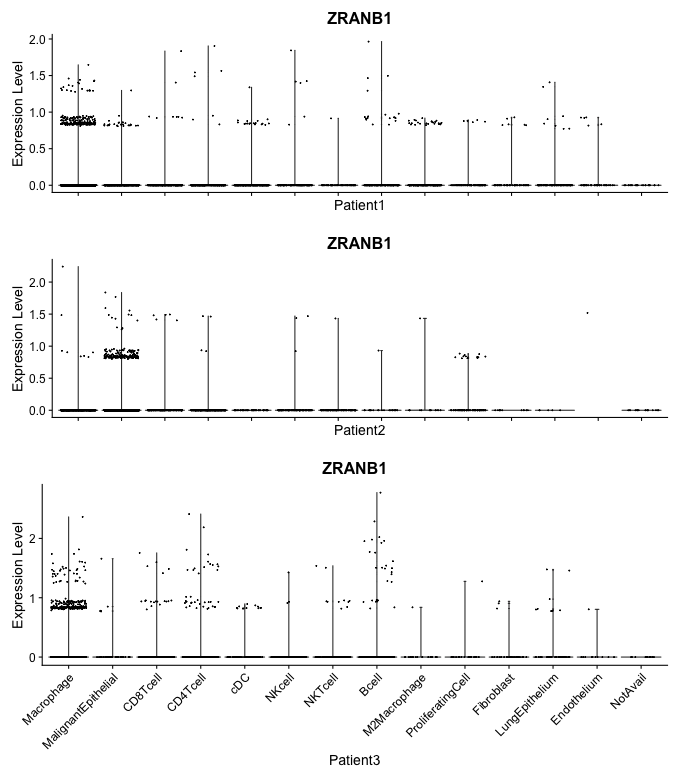 ZRANB1
Expression Level
2.0
1.5
1.0
0.5
0.0
Patient1
ZRANB1
Expression Level
2.0
1.5
1.0
0.5
0.0
Patient2
ZRANB1
Expression Level
2
1
0
Macrophage
MalignantEpithelial
CD8Tcell
CD4Tcell
cDC
NKcell
NKTcell
Bcell
M2Macrophage
ProliferatingCell
Fibroblast
LungEpithelium
Endothelium
NotAvail
Patient3